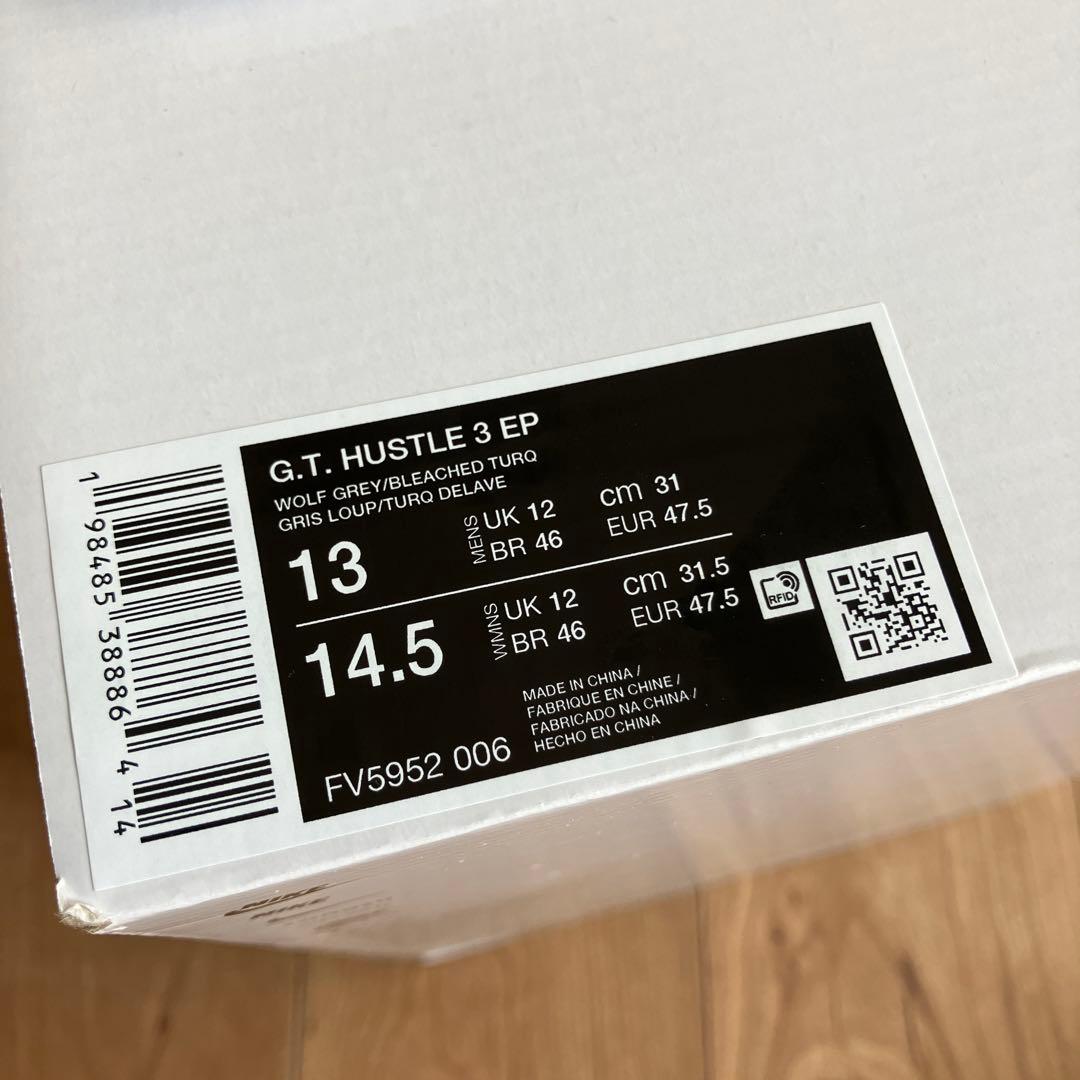 G.T. HUSTLE 3 EP
WOLF GREY/BLEACHED TURQ
GRIS LOUP/TURQ DELAVE
13
MENS
UK 12
BR 46
cm 31
EUR 47.5
14.5
WMNS
UK 12
BR 46
cm 31.5
EUR 47.5
RFID
MADE IN CHINA /
FABRIQUE EN CHINE /
FABRICADO NA CHINA /
HECHO EN CHINA
FV5952 006
1 98485 38886 4 14
NIKE